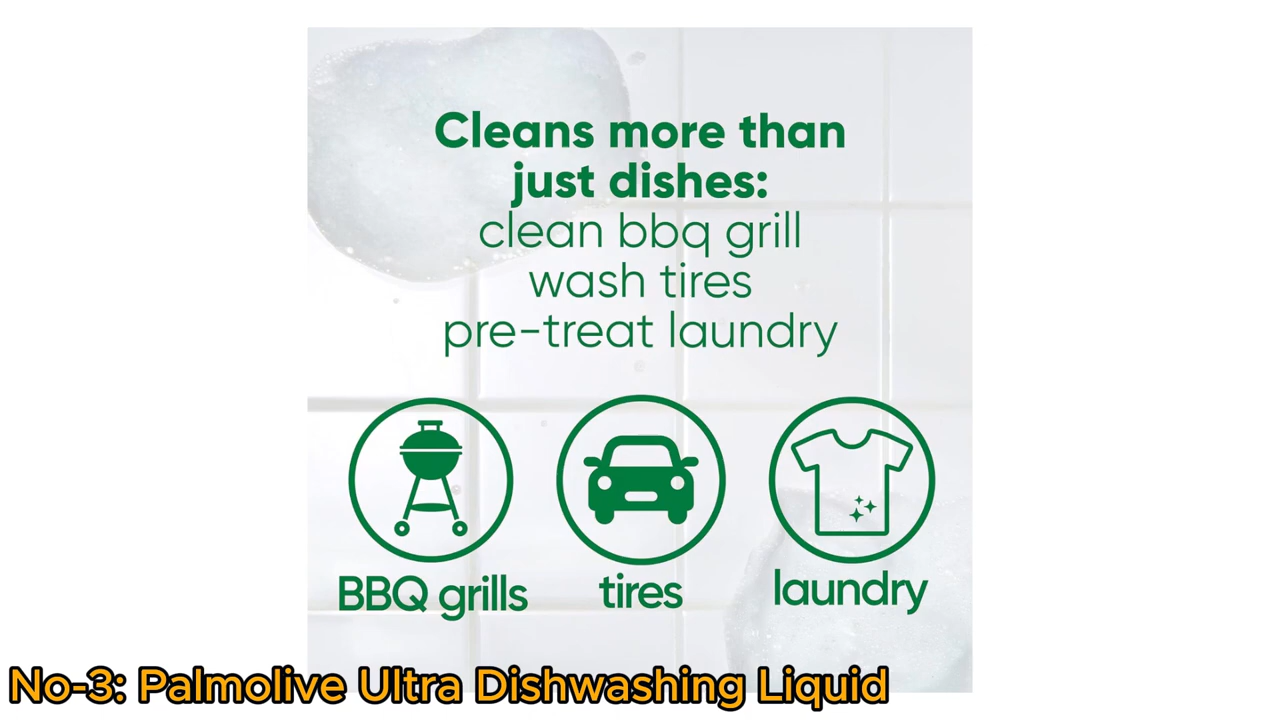 Cleans more than
just dishes:
clean bbq grill
wash tires
pre-treat laundry
BBQ grills
tires
laundry
No-3: Palmolive Ultra Dishwashing Liquid